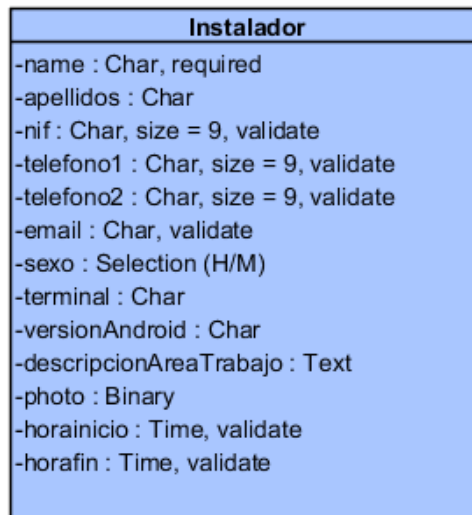 Instalador
-name : Char, required
-apellidos : Char
-nif : Char, size = 9, validate
-telefono1 : Char, size = 9, validate
-telefono2 : Char, size = 9, validate
-email : Char, validate
-sexo : Selection (H/M)
-terminal : Char
-versionAndroid : Char
-descripcionAreaTrabajo : Text
-photo : Binary
-horainicio : Time, validate
-horafin : Time, validate